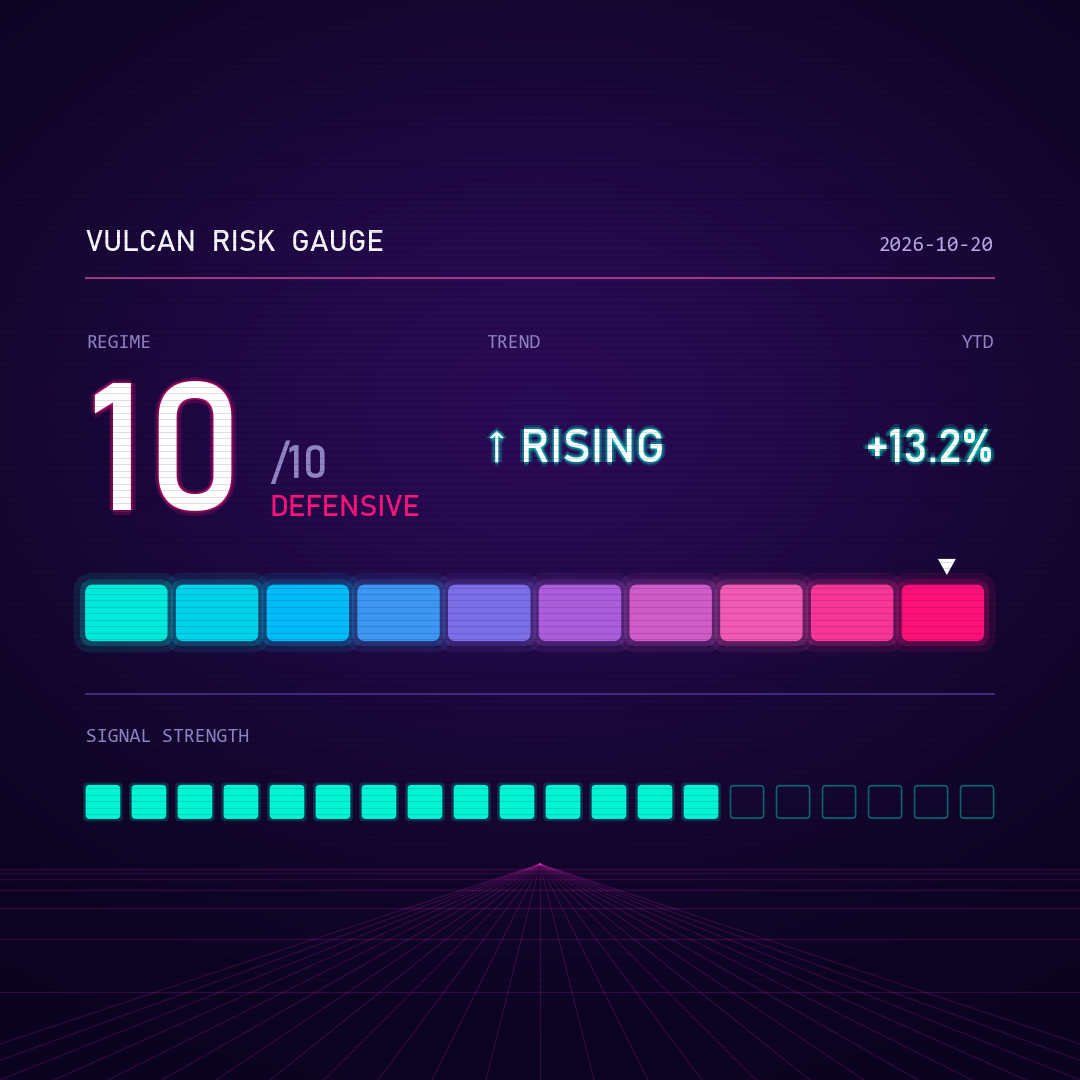 VULCAN RISK GAUGE
2026-10-20
REGIME
TREND
YTD
10
/10
DEFENSIVE
↑ RISING
+13.2%
SIGNAL STRENGTH